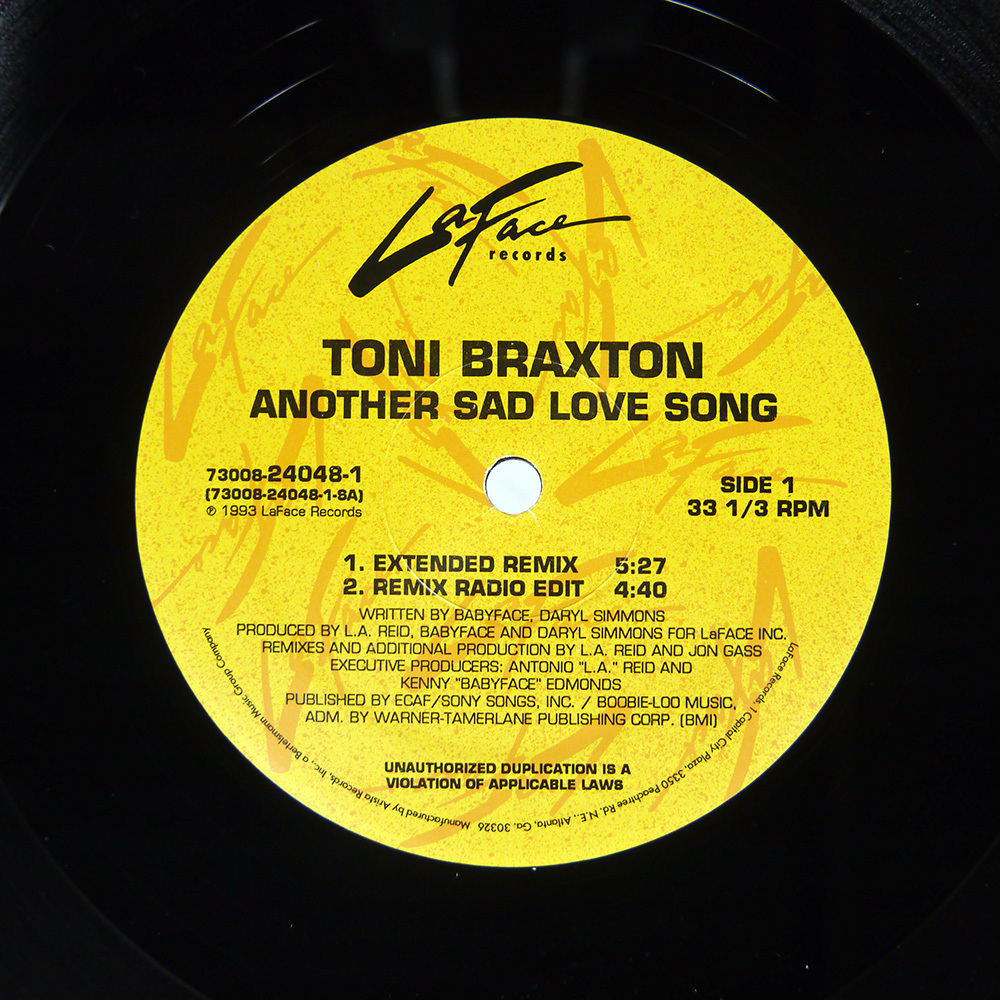 LaFace
records
TONI BRAXTON
ANOTHER SAD LOVE SONG
73008-24048-1
(73008-24048-1-SA)
℗ 1993 LaFace Records
SIDE 1
33 1/3 RPM
1. EXTENDED REMIX 5:27
2. REMIX RADIO EDIT 4:40
WRITTEN BY BABYFACE, DARYL SIMMONS
PRODUCED BY L.A. REID, BABYFACE AND DARYL SIMMONS FOR LaFACE INC.
REMIXES AND ADDITIONAL PRODUCTION BY L.A. REID AND JON GASS
EXECUTIVE PRODUCERS: ANTONIO "L.A." REID AND
KENNY "BABYFACE" EDMONDS
PUBLISHED BY ECAF/SONY SONGS, INC. / BOOBIE-LOO MUSIC,
ADM. BY WARNER-TAMERLANE PUBLISHING CORP. (BMI)
UNAUTHORIZED DUPLICATION IS A
VIOLATION OF APPLICABLE LAWS
LaFace Records 1 Capital City Plaza, 3350 Peachtree Rd. N.E., Atlanta, Ga. 30326 Manufactured by Arista Records, Inc., a Bertelsmann Music Group Company